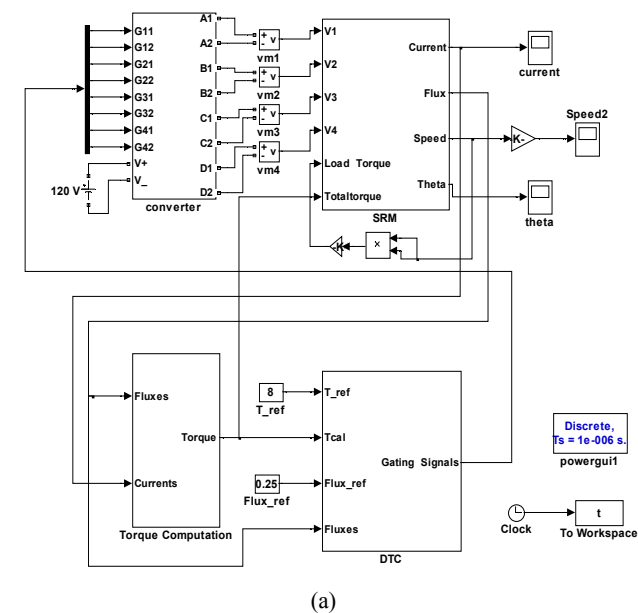 G11
G12
G21
G22
G31
G32
G41
G42
V+
V_
A1
A2
B1
B2
C1
C2
D1
D2
converter
120 V
+ v
-
vm1
+ v
-
vm2
+ v
-
vm3
+ v
-
vm4
V1
V2
V3
V4
Load Torque
Totaltorque
Current
Flux
Speed
Theta
SRM
current
K-
Speed2
theta
-K
×
Fluxes
Currents
Torque
Torque Computation
8
T_ref
0.25
Flux_ref
T_ref
Tcal
Flux_ref
Fluxes
Gating Signals
DTC
Discrete,
Ts = 1e-006 s.
powergui1
Clock
t
To Workspace
(a)